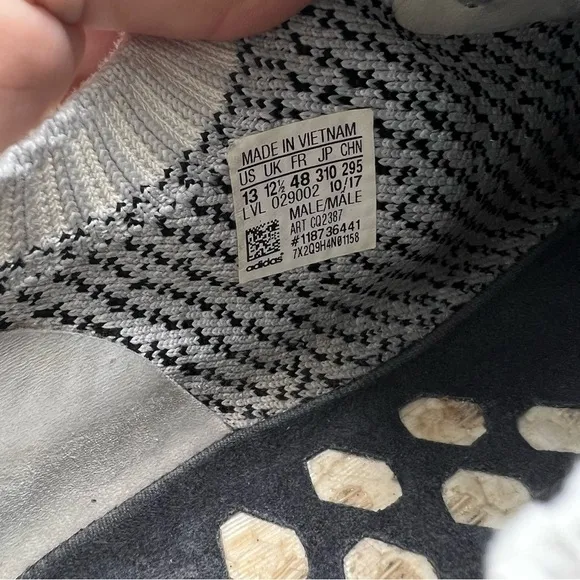 MADE IN VIETNAM
US UK FR JP CHN
13 12½ 48 310 295
LVL 029002 10/17
MALE/MALE
ART CQ2387
#118736441
7X2Q9H4N01158
adidas